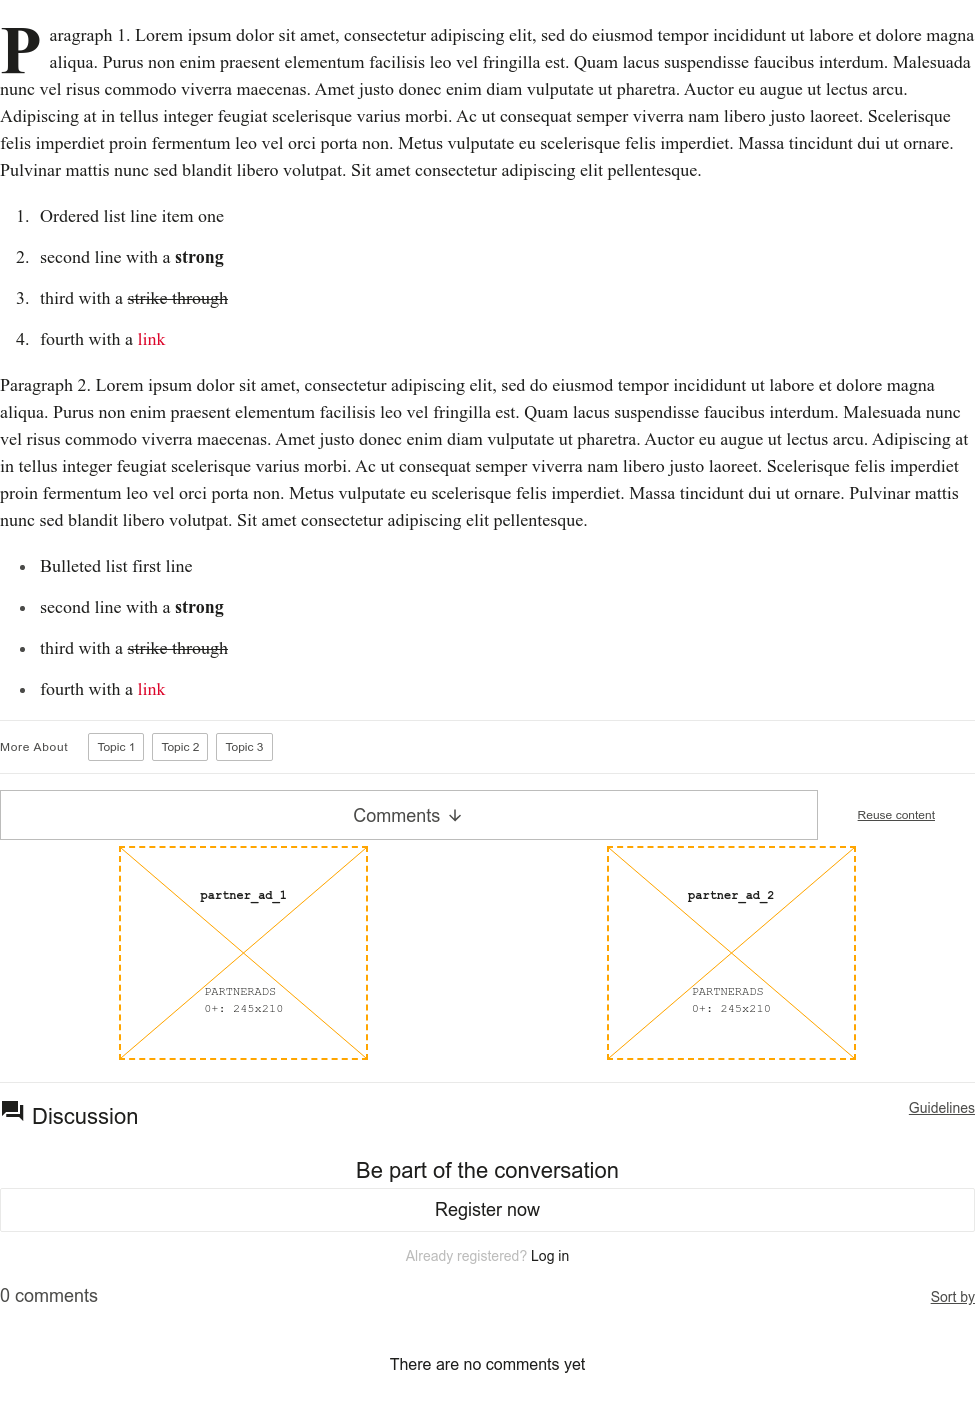 Paragraph 1. Lorem ipsum dolor sit amet, consectetur adipiscing elit, sed do eiusmod tempor incididunt ut labore et dolore magna
aliqua. Purus non enim praesent elementum facilisis leo vel fringilla est. Quam lacus suspendisse faucibus interdum. Malesuada
nunc vel risus commodo viverra maecenas. Amet justo donec enim diam vulputate ut pharetra. Auctor eu augue ut lectus arcu.
Adipiscing at in tellus integer feugiat scelerisque varius morbi. Ac ut consequat semper viverra nam libero justo laoreet. Scelerisque
felis imperdiet proin fermentum leo vel orci porta non. Metus vulputate eu scelerisque felis imperdiet. Massa tincidunt dui ut ornare.
Pulvinar mattis nunc sed blandit libero volutpat. Sit amet consectetur adipiscing elit pellentesque.
1. Ordered list line item one
2. second line with a strong
3. third with a strike through
4. fourth with a link
Paragraph 2. Lorem ipsum dolor sit amet, consectetur adipiscing elit, sed do eiusmod tempor incididunt ut labore et dolore magna
aliqua. Purus non enim praesent elementum facilisis leo vel fringilla est. Quam lacus suspendisse faucibus interdum. Malesuada nunc
vel risus commodo viverra maecenas. Amet justo donec enim diam vulputate ut pharetra. Auctor eu augue ut lectus arcu. Adipiscing at
in tellus integer feugiat scelerisque varius morbi. Ac ut consequat semper viverra nam libero justo laoreet. Scelerisque felis imperdiet
proin fermentum leo vel orci porta non. Metus vulputate eu scelerisque felis imperdiet. Massa tincidunt dui ut ornare. Pulvinar mattis
nunc sed blandit libero volutpat. Sit amet consectetur adipiscing elit pellentesque.
• Bulleted list first line
• second line with a strong
• third with a strike through
• fourth with a link
More About Topic 1 Topic 2 Topic 3
Comments ↓ Reuse content
partner_ad_1 partner_ad_2
PARTNERADS PARTNERADS
0+: 245x210 0+: 245x210
Discussion Guidelines
Be part of the conversation
Register now
Already registered? Log in
0 comments Sort by
There are no comments yet